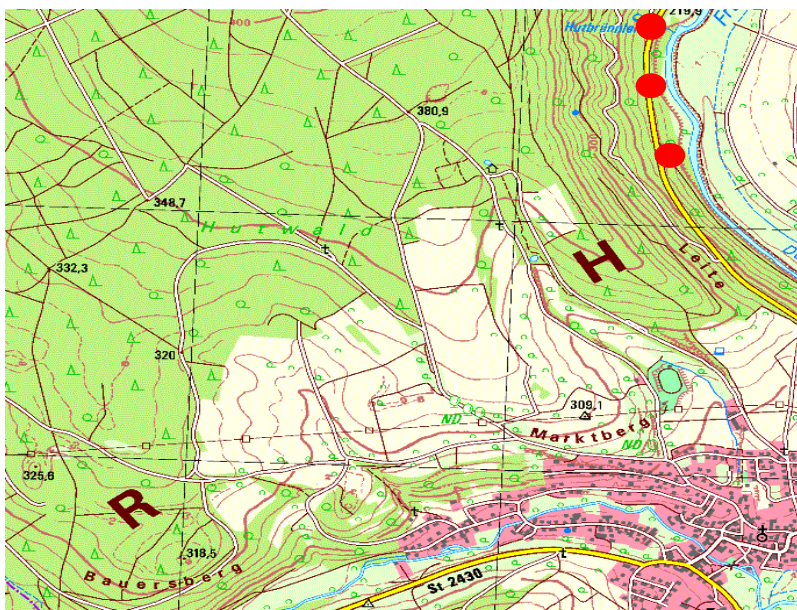 219,9
Hutbründle
380,9
348,7
Hutwald
H
Leite
332,3
320
309,1
ND
Marktberg
ND
325,6
R
318,5
Bauersberg
St 2430